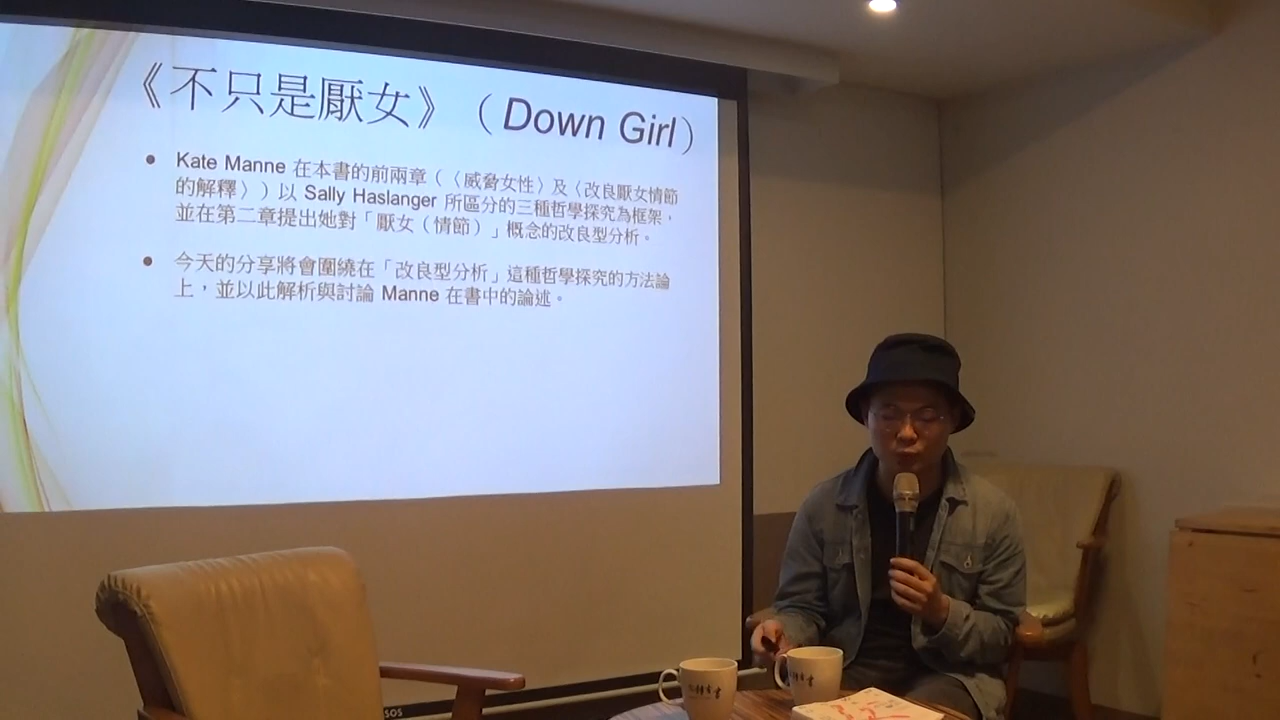 《不只是厭女》（Down Girl）
• Kate Manne 在本書的前兩章（〈威脅女性〉及〈改良厭女情節
的解釋〉）以 Sally Haslanger 所區分的三種哲學探究為框架，
並在第二章提出她對「厭女（情節）」概念的改良型分析。
• 今天的分享將會圍繞在「改良型分析」這種哲學探究的方法論
上，並以此解析與討論 Manne 在書中的論述。
SOS